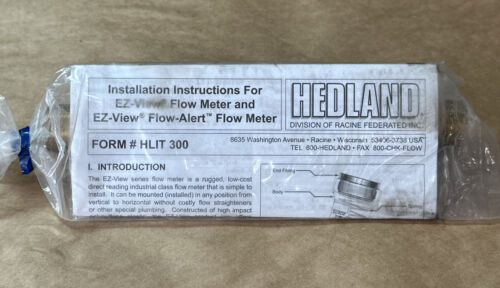 Installation Instructions For
EZ-View® Flow Meter and
EZ-View® Flow-Alert™ Flow Meter
HEDLAND
DIVISION OF RACINE FEDERATED INC.
FORM # HLIT 300
8635 Washington Avenue • Racine • Wisconsin 53406-3738 USA
TEL 800-HEDLAND • FAX 800-CHK-FLOW
I. INTRODUCTION
The EZ-View series flow meter is a rugged, low-cost
direct reading industrial class flow meter that is simple to
install. It can be mounted (installed) in any position from
vertical to horizontal without costly flow straighteners
or other special plumbing. Constructed of high impact
End Fitting
Body